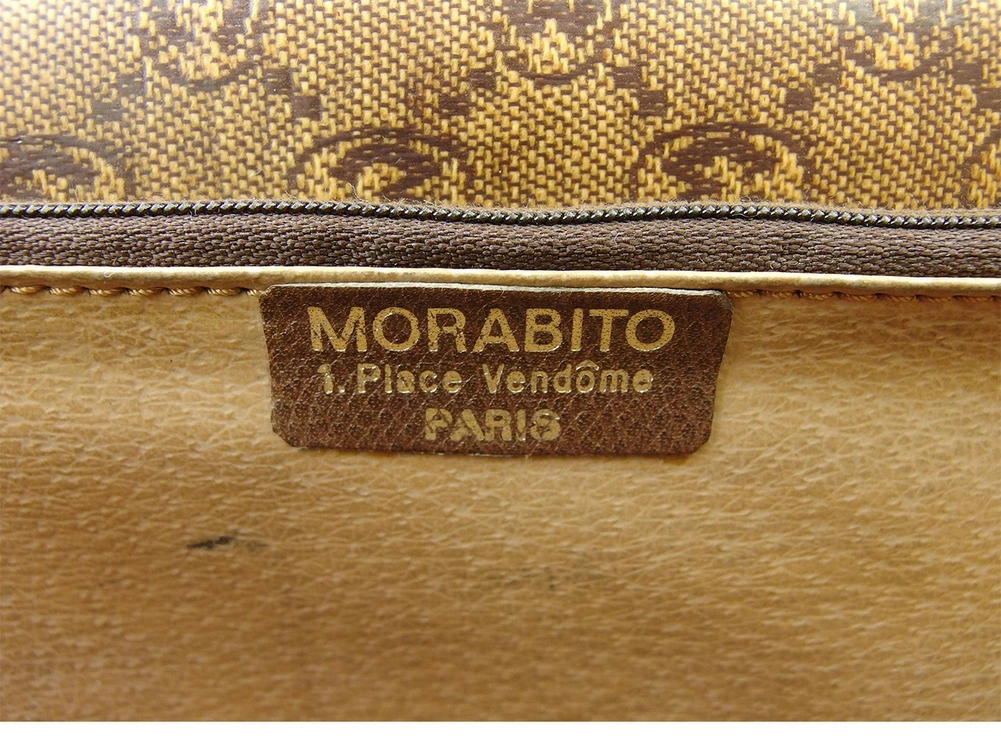 MORABITO
1. Place Vendôme
PARIS